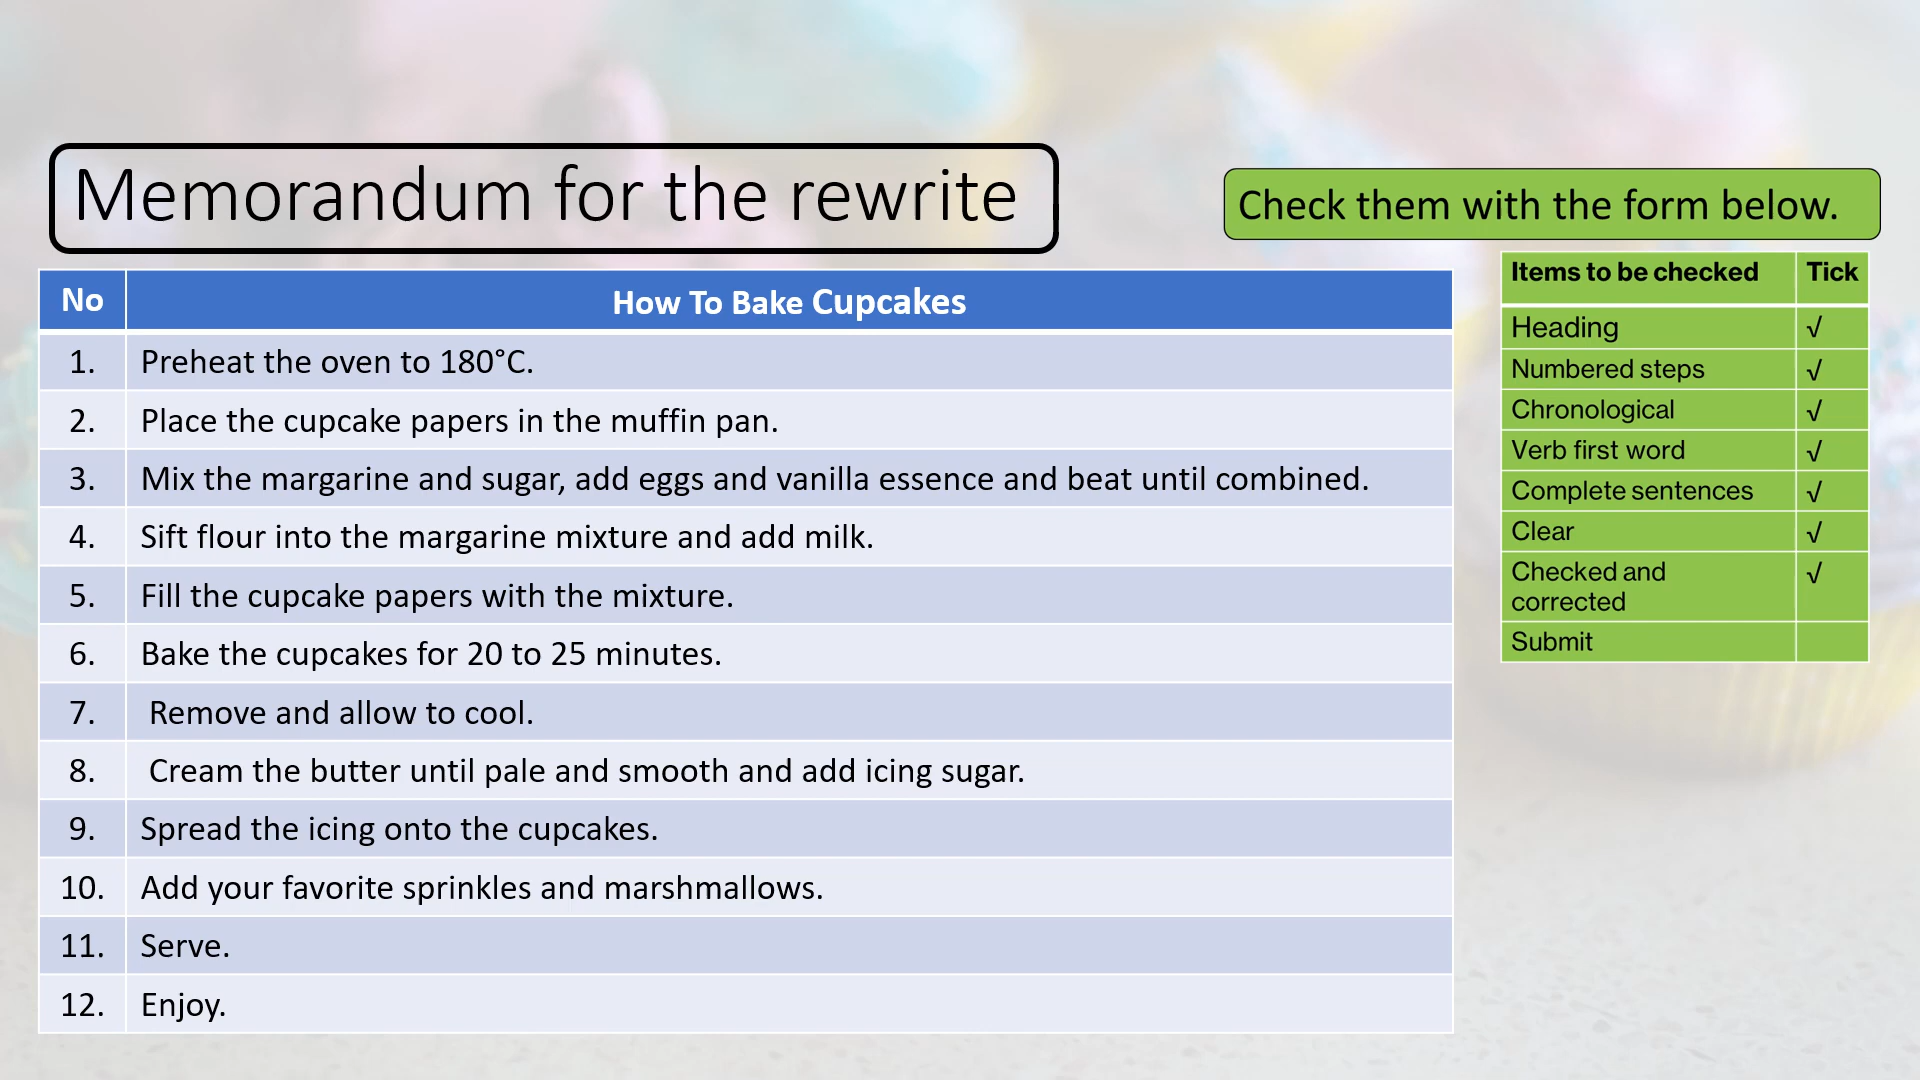 Memorandum for the rewrite
Check them with the form below.
No How To Bake Cupcakes
1. Preheat the oven to 180°C.
2. Place the cupcake papers in the muffin pan.
3. Mix the margarine and sugar, add eggs and vanilla essence and beat until combined.
4. Sift flour into the margarine mixture and add milk.
5. Fill the cupcake papers with the mixture.
6. Bake the cupcakes for 20 to 25 minutes.
7. Remove and allow to cool.
8. Cream the butter until pale and smooth and add icing sugar.
9. Spread the icing onto the cupcakes.
10. Add your favorite sprinkles and marshmallows.
11. Serve.
12. Enjoy.
Items to be checked Tick
Heading √
Numbered steps √
Chronological √
Verb first word √
Complete sentences √
Clear √
Checked and √
corrected
Submit